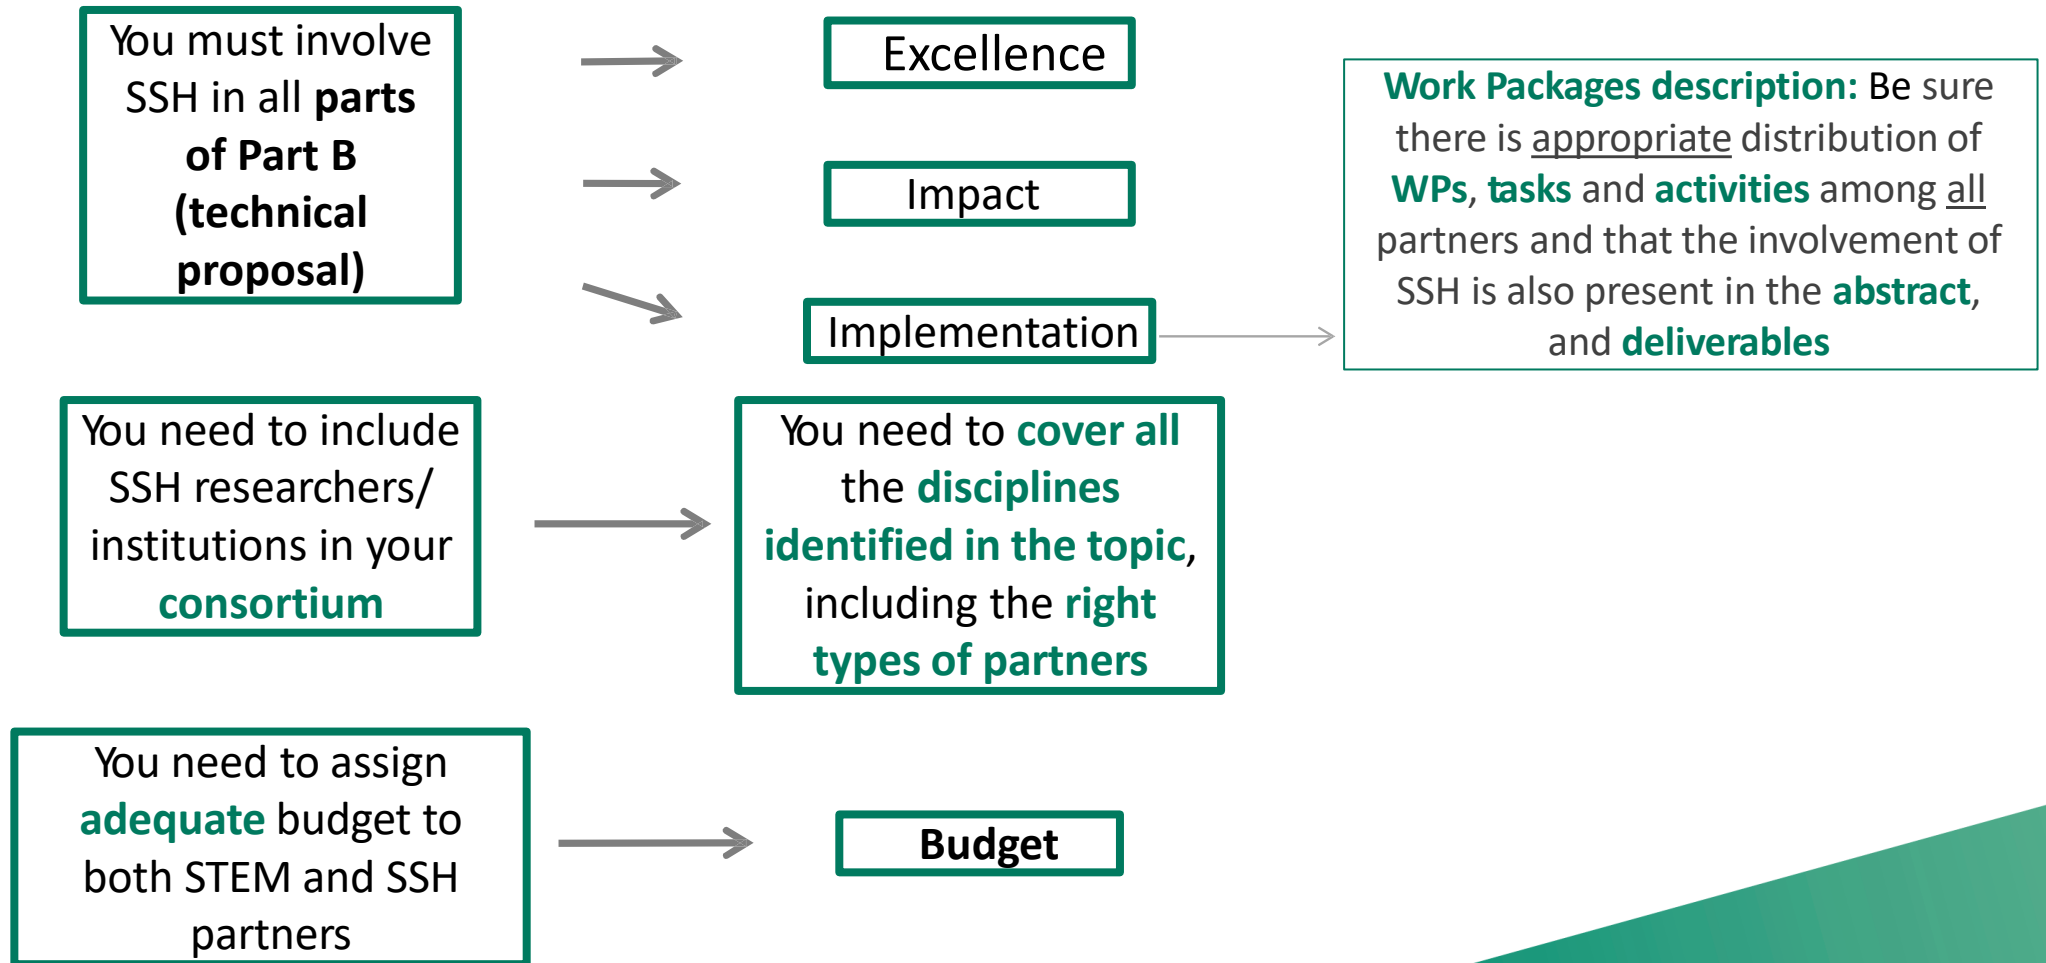 You must involve
SSH in all parts
of Part B
(technical
proposal)
Excellence
Impact
Implementation
Work Packages description: Be sure
there is appropriate distribution of
WPs, tasks and activities among all
partners and that the involvement of
SSH is also present in the abstract,
and deliverables
You need to include
SSH researchers/
institutions in your
consortium
You need to cover all
the disciplines
identified in the topic,
including the right
types of partners
You need to assign
adequate budget to
both STEM and SSH
partners
Budget